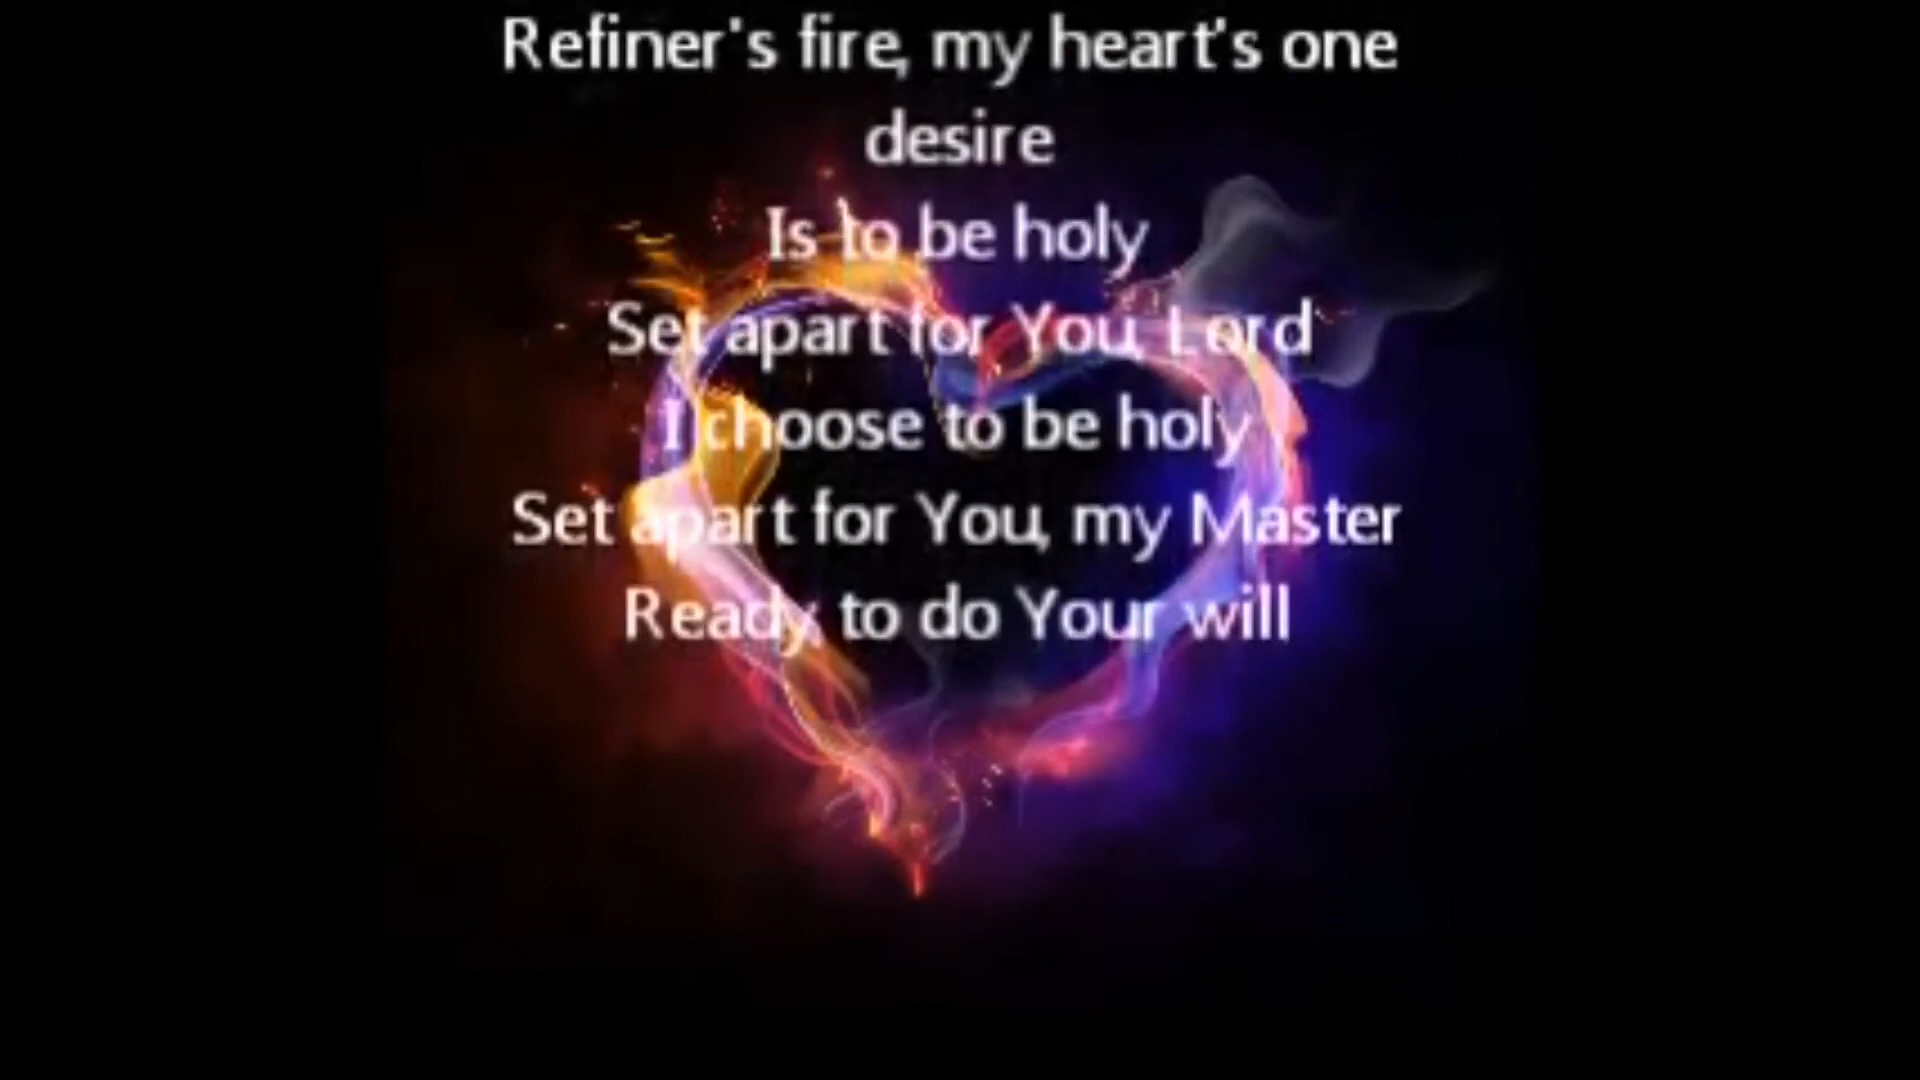 Refiner's fire, my heart's one
desire
Is to be holy
Set apart for You, Lord
I choose to be holy
Set apart for You, my Master
Ready to do Your will